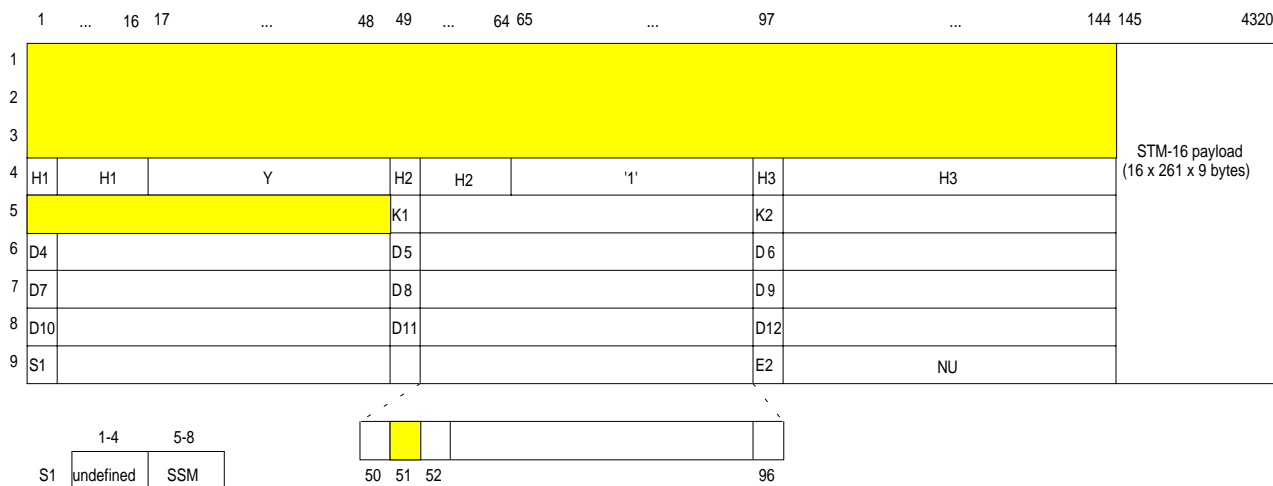 1 ... 16 17 ... 48 49 ... 64 65 ... 97 ... 144 145 4320
1
2
3
4 H1 H1 Y H2 H2 '1' H3 H3
STM-16 payload
(16 x 261 x 9 bytes)
5 K1 K2
6 D4 D5 D6
7 D7 D8 D9
8 D10 D11 D12
9 S1 E2 NU
1-4 5-8
S1 undefined SSM
50 51 52 96